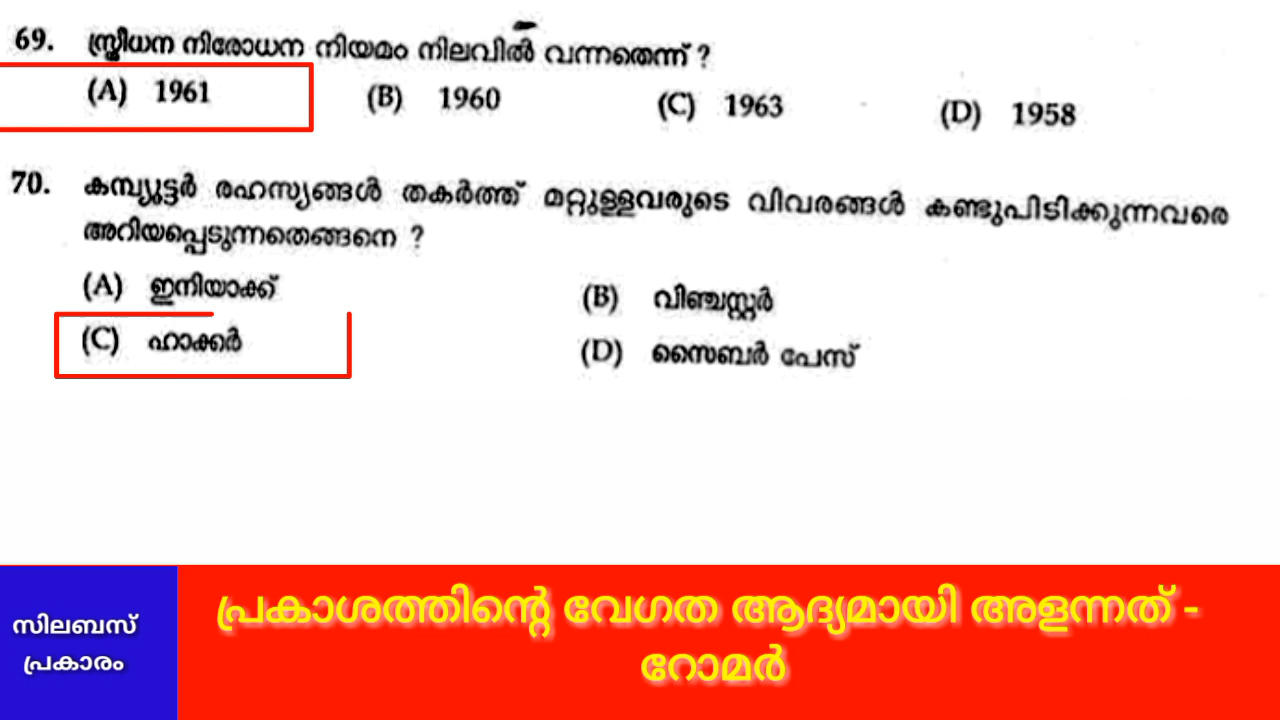 69. സ്ത്രീധന നിരോധന നിയമം നിലവിൽ വന്നതെന്ന് ?
(A) 1961 (B) 1960 (C) 1963 (D) 1958
70. കമ്പ്യൂട്ടർ രഹസ്യങ്ങൾ തകർത്ത് മറ്റുള്ളവരുടെ വിവരങ്ങൾ കണ്ടുപിടിക്കുന്നവരെ
അറിയപ്പെടുന്നതെങ്ങനെ ?
(A) ഇനിയാക്ക് (B) വിഞ്ചസ്റ്റർ
(C) ഹാക്കർ (D) സൈബർ പേസ്
സിലബസ്
പ്രകാരം
പ്രകാശത്തിന്റെ വേഗത ആദ്യമായി അളന്നത് -
റോമർ